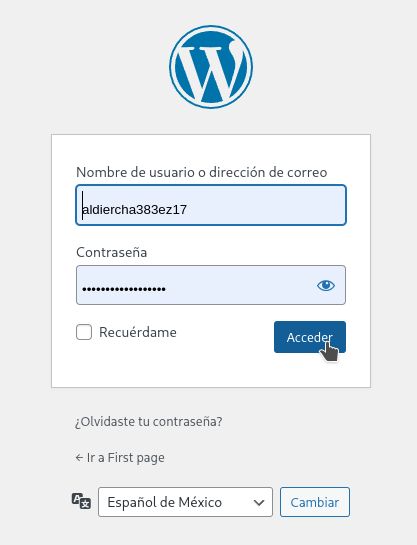 Nombre de usuario o dirección de correo
aldiercha383ez17
Contraseña
••••••••••••••••••
Recuérdame
Acceder
¿Olvidaste tu contraseña?
← Ir a First page
Español de México
Cambiar